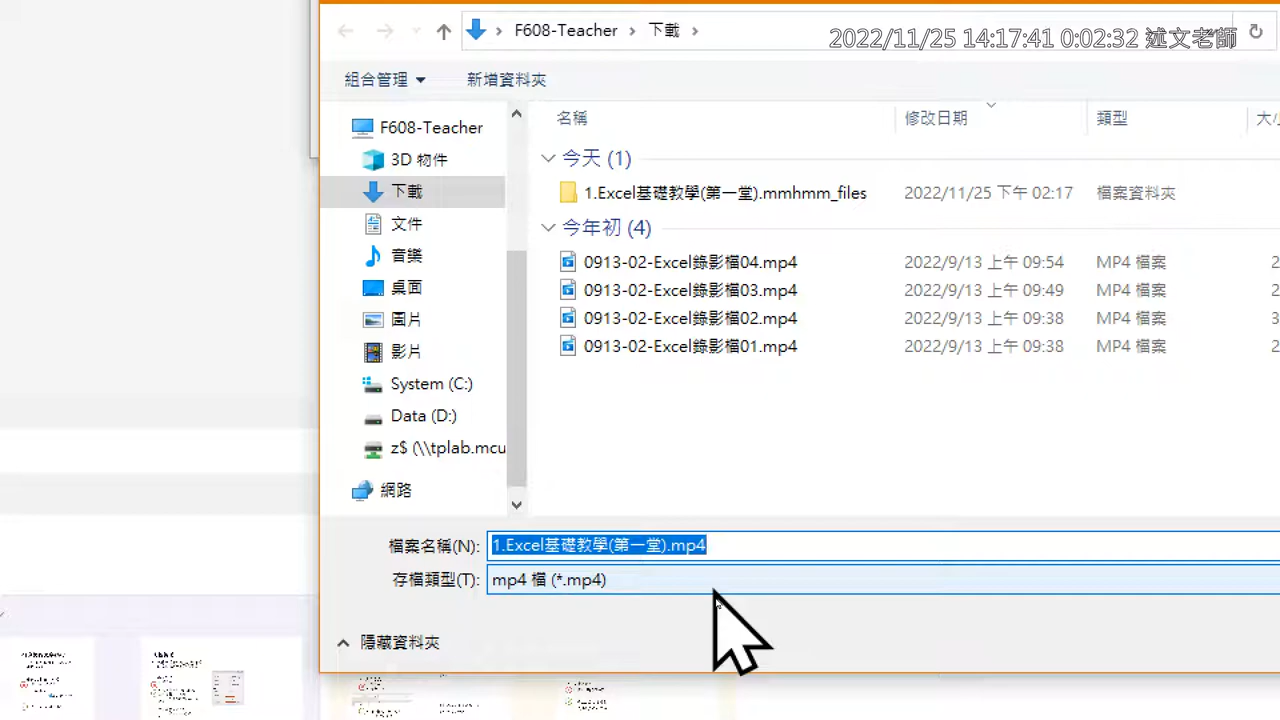 F608-Teacher › 下載 ›
2022/11/25 14:17:41 0:02:32 述文老師
組合管理 新增資料夾
F608-Teacher
3D 物件
下載
文件
音樂
桌面
圖片
影片
System (C:)
Data (D:)
z$ (\\tplab.mcu
網路
名稱 修改日期 類型
今天 (1)
1.Excel基礎教學(第一堂).mmhmm_files 2022/11/25 下午 02:17 檔案資料夾
今年初 (4)
0913-02-Excel錄影檔04.mp4 2022/9/13 上午 09:54 MP4 檔案
0913-02-Excel錄影檔03.mp4 2022/9/13 上午 09:49 MP4 檔案
0913-02-Excel錄影檔02.mp4 2022/9/13 上午 09:38 MP4 檔案
0913-02-Excel錄影檔01.mp4 2022/9/13 上午 09:38 MP4 檔案
檔案名稱(N): 1.Excel基礎教學(第一堂).mp4
存檔類型(T): mp4 檔 (*.mp4)
隱藏資料夾